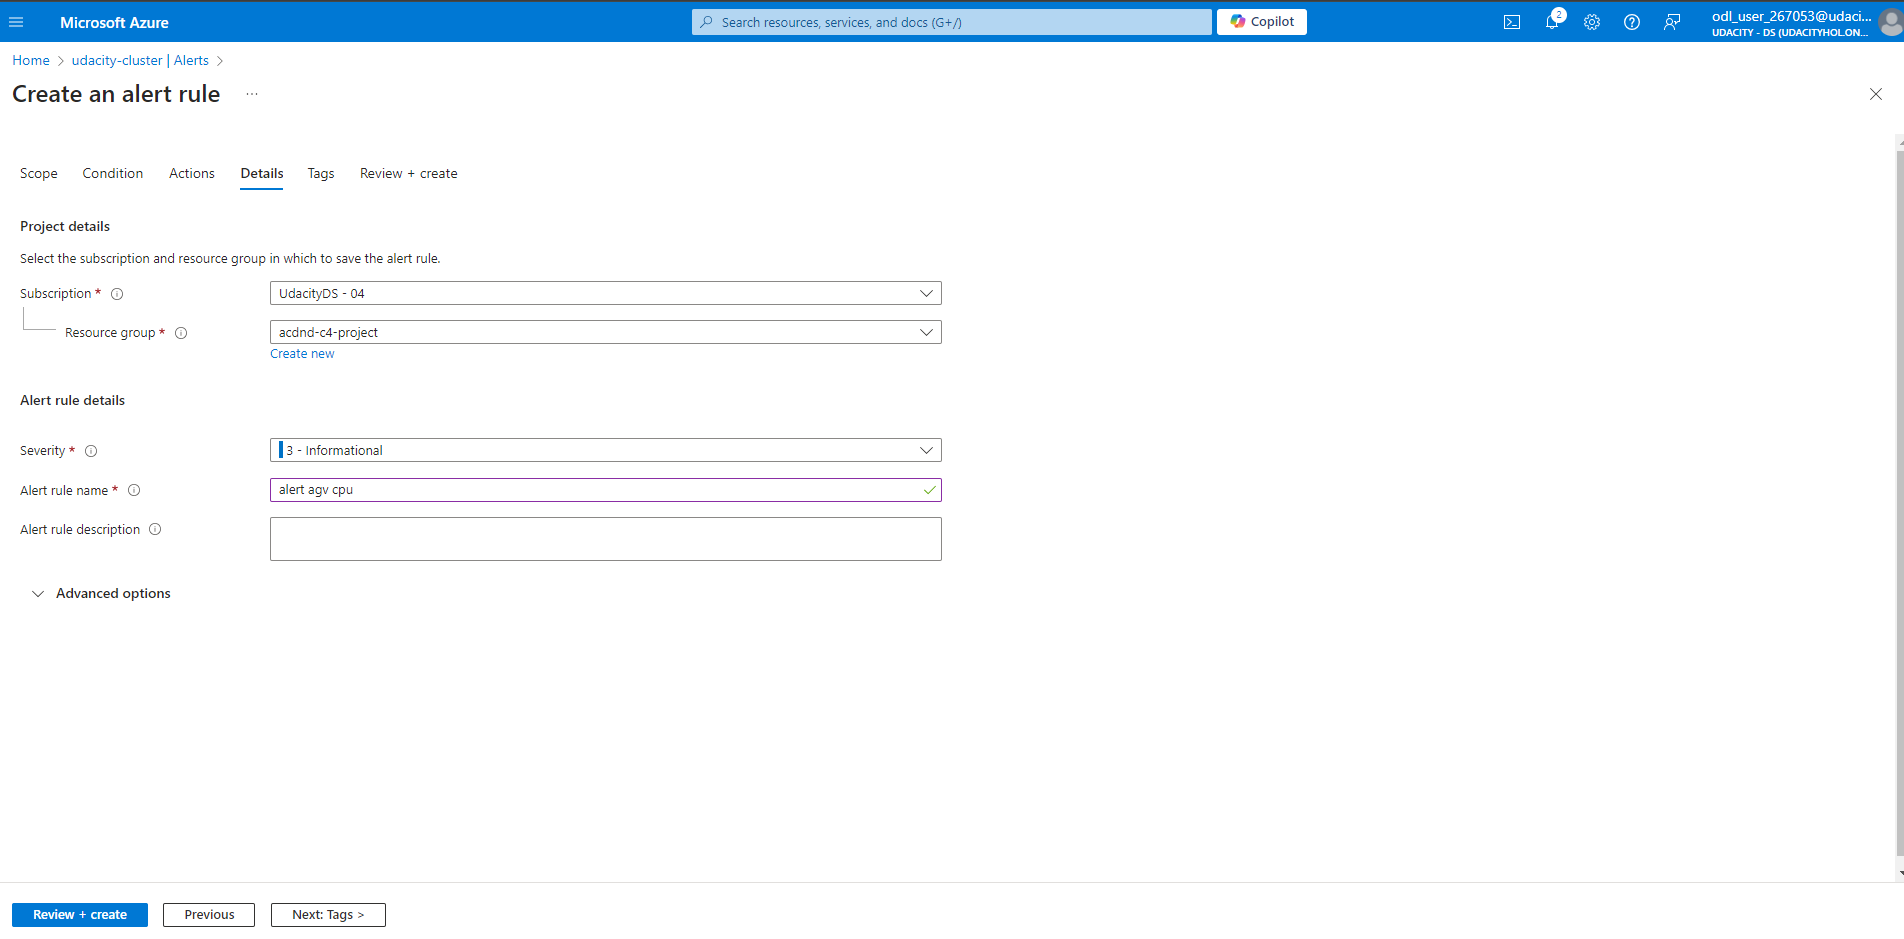 Microsoft Azure
Search resources, services, and docs (G+/)
Copilot
2
odl_user_267053@udaci...
UDACITY - DS (UDACITYHOL.ON...
Home > udacity-cluster | Alerts >
Create an alert rule ...
Scope Condition Actions Details Tags Review + create
Project details
Select the subscription and resource group in which to save the alert rule.
Subscription * UdacityDS - 04
Resource group * acdnd-c4-project
Create new
Alert rule details
Severity * 3 - Informational
Alert rule name * alert agv cpu
Alert rule description
Advanced options
Review + create Previous Next: Tags >